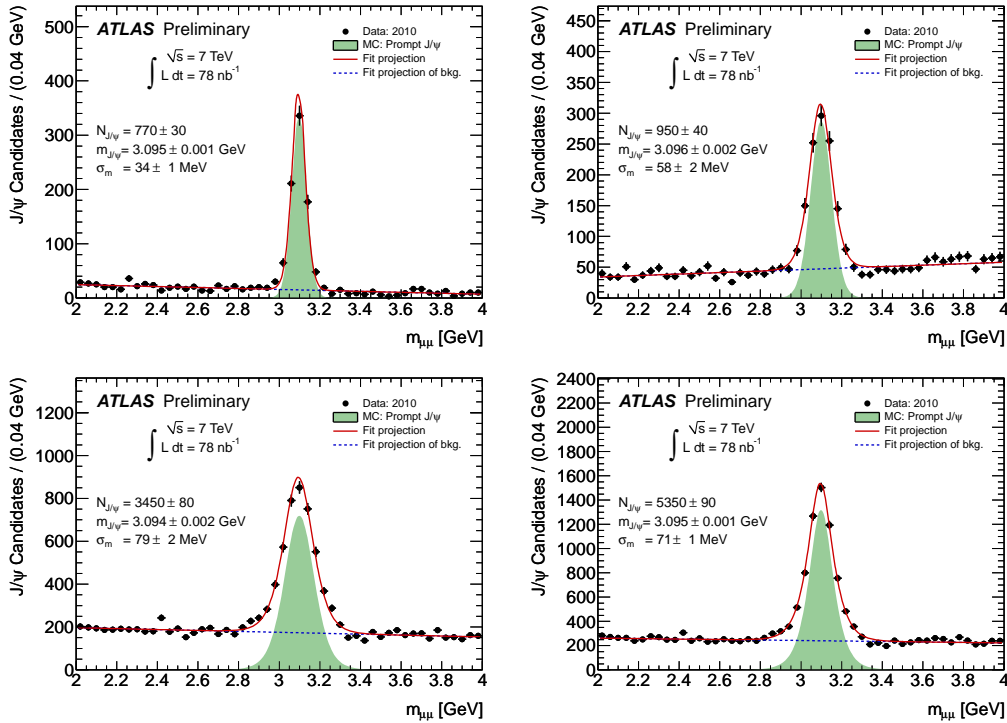 J/ψ Candidates / (0.04 GeV)
500
400
300
200
100
0
ATLAS Preliminary
∫ L dt = 78 nb⁻¹
√s = 7 TeV
Data: 2010
MC: Prompt J/ψ
Fit projection
Fit projection of bkg.
N_J/ψ = 770 ± 30
m_J/ψ = 3.095 ± 0.001 GeV
σ_m = 34 ± 1 MeV
2 2.2 2.4 2.6 2.8 3 3.2 3.4 3.6 3.8 4
m_μμ [GeV]
J/ψ Candidates / (0.04 GeV)
450
400
350
300
250
200
150
100
50
0
ATLAS Preliminary
∫ L dt = 78 nb⁻¹
√s = 7 TeV
Data: 2010
MC: Prompt J/ψ
Fit projection
Fit projection of bkg.
N_J/ψ = 950 ± 40
m_J/ψ = 3.096 ± 0.002 GeV
σ_m = 58 ± 2 MeV
2 2.2 2.4 2.6 2.8 3 3.2 3.4 3.6 3.8 4
m_μμ [GeV]
J/ψ Candidates / (0.04 GeV)
1200
1000
800
600
400
200
0
ATLAS Preliminary
∫ L dt = 78 nb⁻¹
√s = 7 TeV
Data: 2010
MC: Prompt J/ψ
Fit projection
Fit projection of bkg.
N_J/ψ = 3450 ± 80
m_J/ψ = 3.094 ± 0.002 GeV
σ_m = 79 ± 2 MeV
2 2.2 2.4 2.6 2.8 3 3.2 3.4 3.6 3.8 4
m_μμ [GeV]
J/ψ Candidates / (0.04 GeV)
2400
2200
2000
1800
1600
1400
1200
1000
800
600
400
200
0
ATLAS Preliminary
∫ L dt = 78 nb⁻¹
√s = 7 TeV
Data: 2010
MC: Prompt J/ψ
Fit projection
Fit projection of bkg.
N_J/ψ = 5350 ± 90
m_J/ψ = 3.095 ± 0.001 GeV
σ_m = 71 ± 1 MeV
2 2.2 2.4 2.6 2.8 3 3.2 3.4 3.6 3.8 4
m_μμ [GeV]